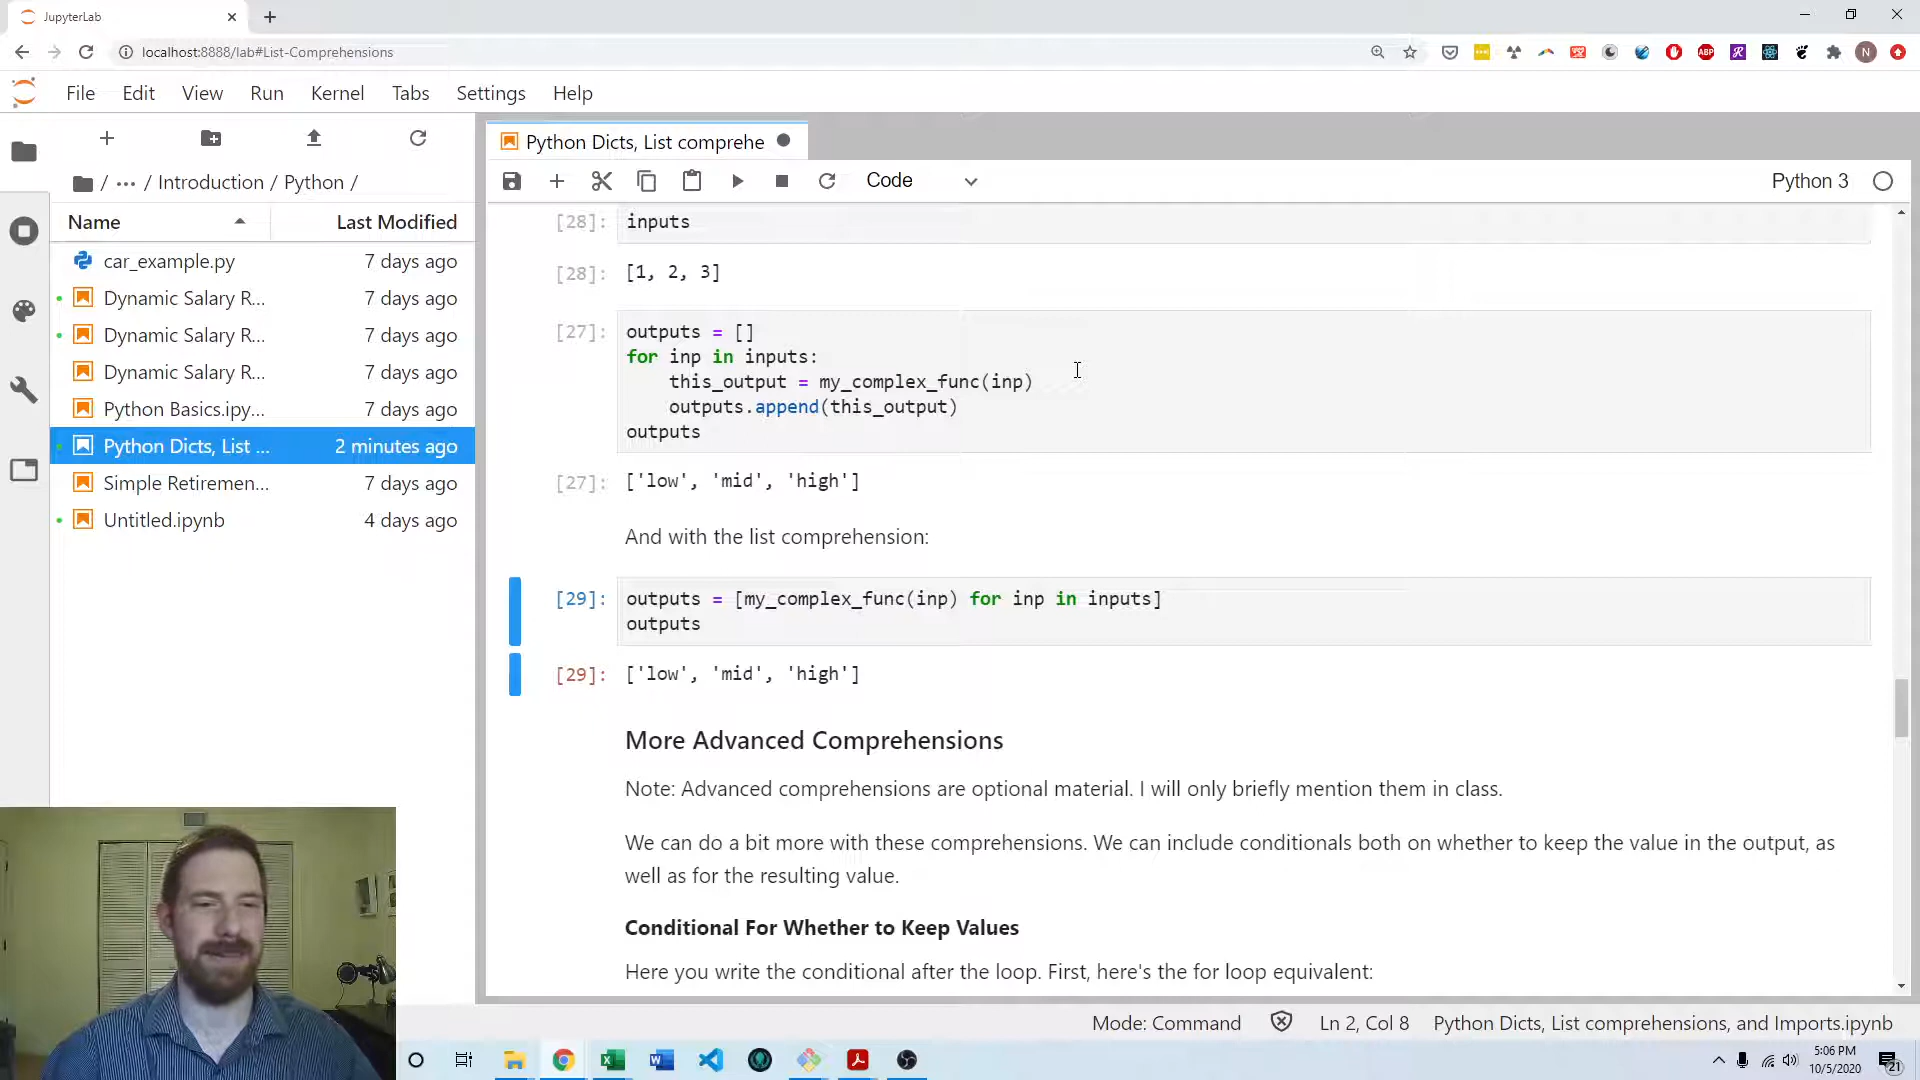 JupyterLab
localhost:8888/lab#List-Comprehensions
N
ABP
File Edit View Run Kernel Tabs Settings Help
/ ··· / Introduction / Python /
Name Last Modified
car_example.py 7 days ago
Dynamic Salary R... 7 days ago
Dynamic Salary R... 7 days ago
Dynamic Salary R... 7 days ago
Python Basics.ipy... 7 days ago
Python Dicts, List ... 2 minutes ago
Simple Retiremen... 7 days ago
Untitled.ipynb 4 days ago
Python Dicts, List comprehe
Code Python 3
[28]: inputs
[28]: [1, 2, 3]
[27]: outputs = []
for inp in inputs:
this_output = my_complex_func(inp)
outputs.append(this_output)
outputs
[27]: ['low', 'mid', 'high']
And with the list comprehension:
[29]: outputs = [my_complex_func(inp) for inp in inputs]
outputs
[29]: ['low', 'mid', 'high']
More Advanced Comprehensions
Note: Advanced comprehensions are optional material. I will only briefly mention them in class.
We can do a bit more with these comprehensions. We can include conditionals both on whether to keep the value in the output, as
well as for the resulting value.
Conditional For Whether to Keep Values
Here you write the conditional after the loop. First, here's the for loop equivalent:
Mode: Command Ln 2, Col 8 Python Dicts, List comprehensions, and Imports.ipynb
5:06 PM
10/5/2020
21